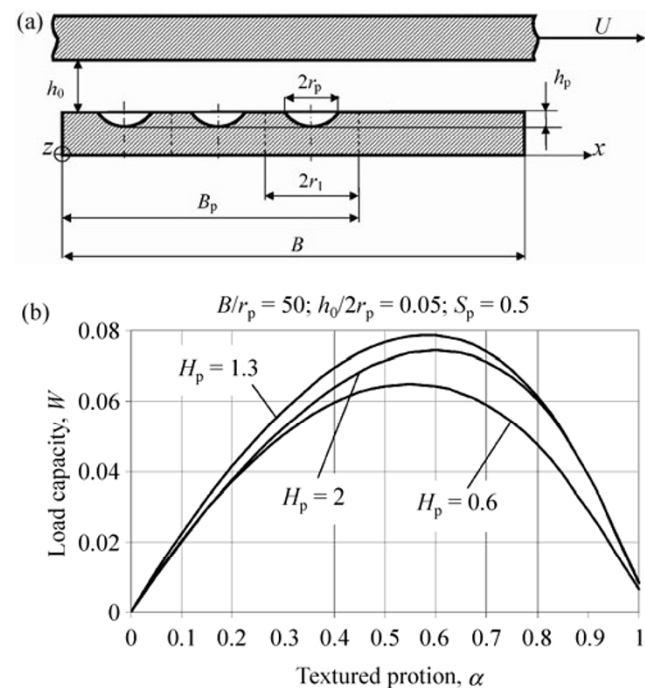 (a)
U
h₀
2rₚ
hₚ
z
x
2r₁
Bₚ
B
(b)
B/rₚ = 50; h₀/2rₚ = 0.05; Sₚ = 0.5
0.08
Hₚ = 1.3
0.06
Load capacity, W
0.04
Hₚ = 2
Hₚ = 0.6
0.02
0
0 0.1 0.2 0.3 0.4 0.5 0.6 0.7 0.8 0.9 1
Textured protion, α